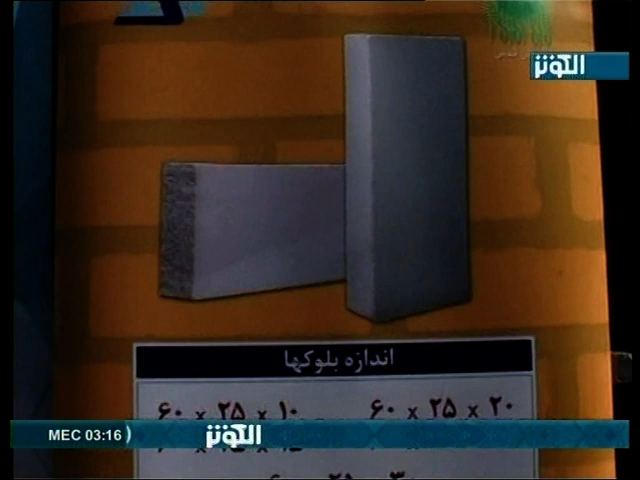 الكوثر
اندازه بلوکها
۶۰ x ۲۵ x ۱۰    ۶۰ x ۲۵ x ۲۰
MEC 03:16
الكوثر